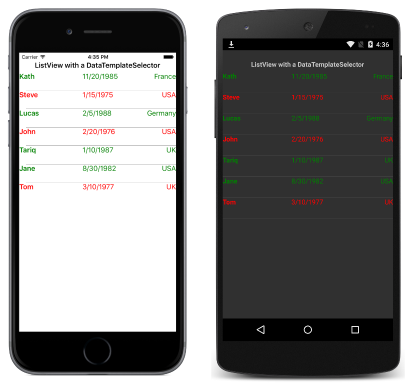 Carrier 4:35 PM
ListView with a DataTemplateSelector
Kath 11/20/1985 France
Steve 1/15/1975 USA
Lucas 2/5/1988 Germany
John 2/20/1976 USA
Tariq 1/10/1987 UK
Jane 8/30/1982 USA
Tom 3/10/1977 UK
4:36
ListView with a DataTemplateSelector
Kath 11/20/1985 France
Steve 1/15/1975 USA
Lucas 2/5/1988 Germany
John 2/20/1976 USA
Tariq 1/10/1987 UK
Jane 8/30/1982 USA
Tom 3/10/1977 UK